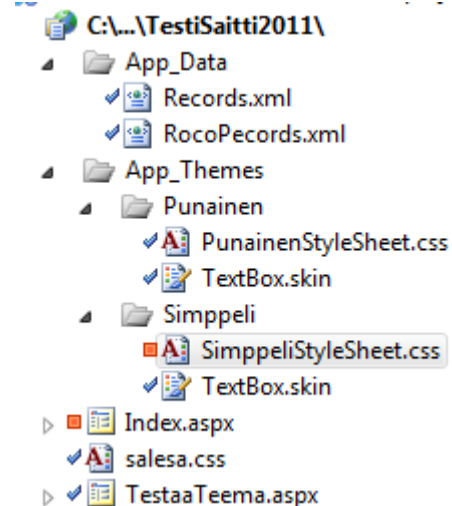 C:\...\TestiSaitti2011\
App_Data
Records.xml
RocoPecords.xml
App_Themes
Punainen
PunainenStyleSheet.css
TextBox.skin
Simppeli
SimppeliStyleSheet.css
TextBox.skin
Index.aspx
salesa.css
TestaaTeema.aspx